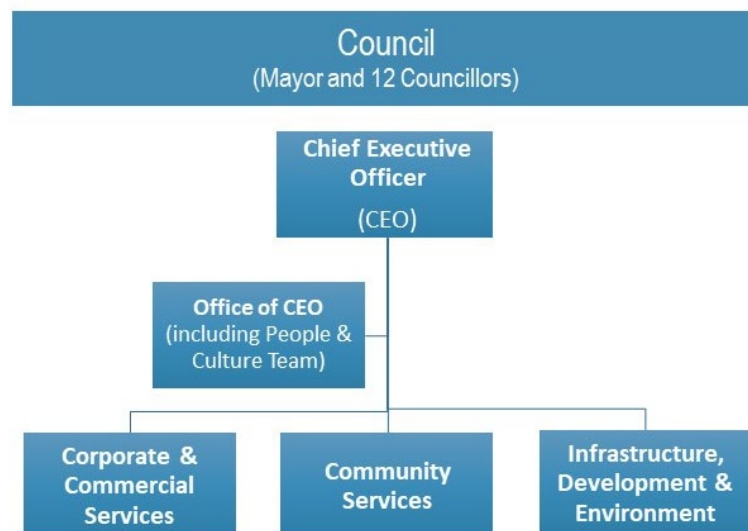 Council
(Mayor and 12 Councillors)
Chief Executive
Officer
(CEO)
Office of CEO
(including People &
Culture Team)
Corporate &
Commercial
Services
Community
Services
Infrastructure,
Development &
Environment